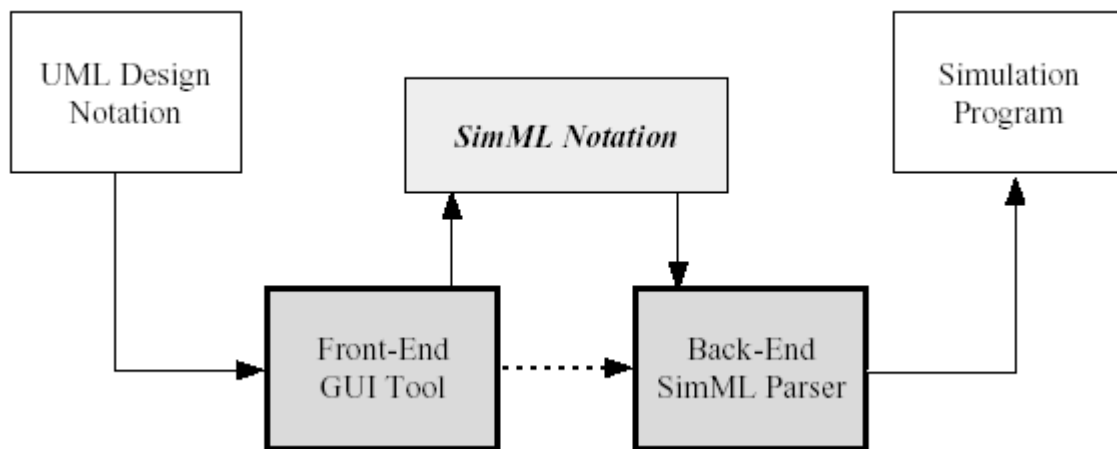 UML Design
Notation
SimML Notation
Simulation
Program
Front-End
GUI Tool
Back-End
SimML Parser